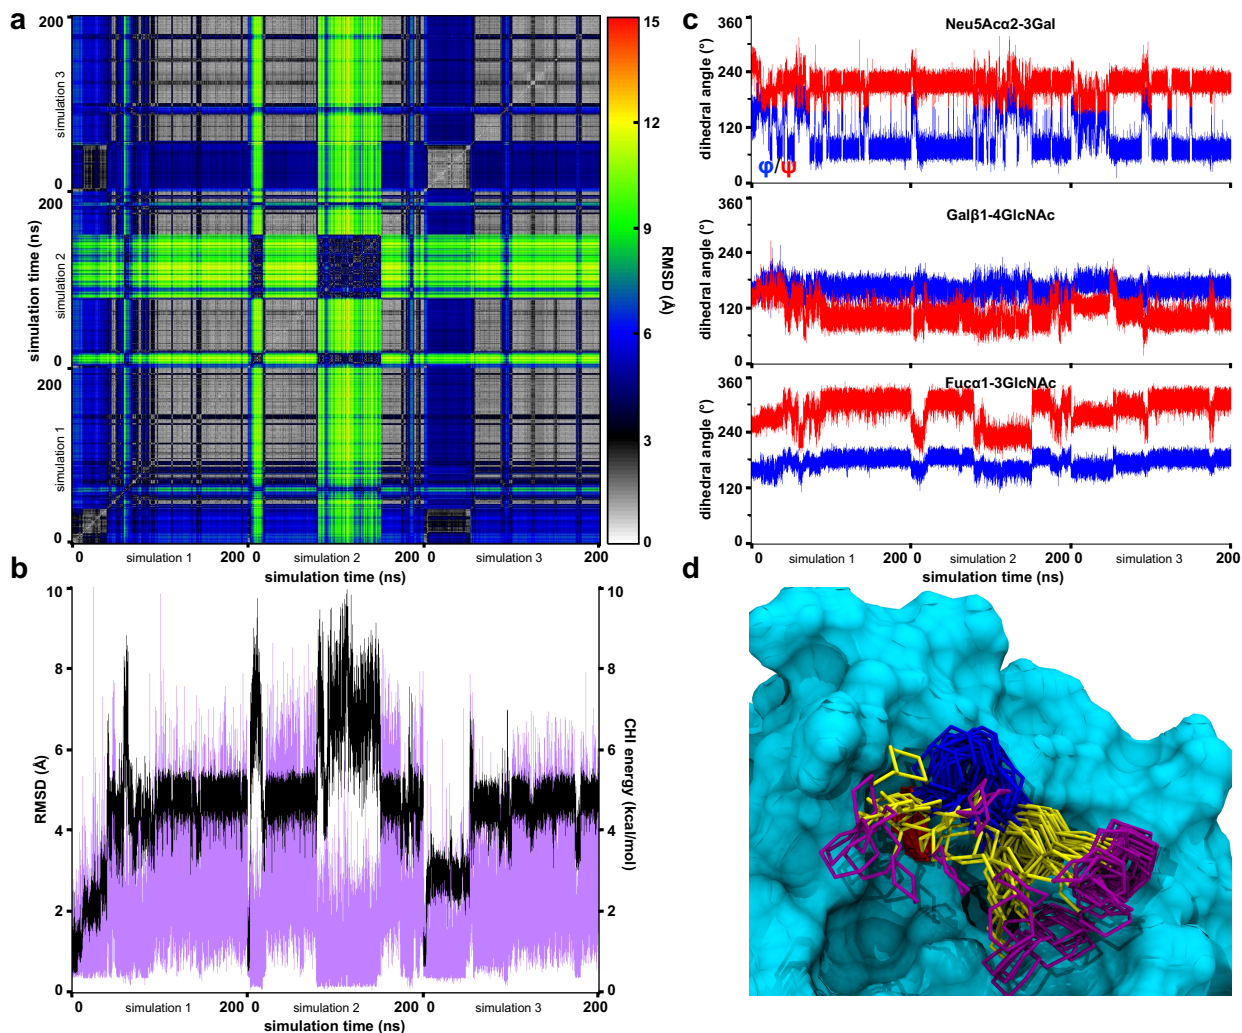 a
200
simulation 3
0
200
simulation 2
0
200
simulation 1
0
simulation time (ns)
0
simulation 1
200
0
simulation 2
200
0
simulation 3
200
simulation time (ns)
15
12
9
6
3
0
RMSD (Å)
b
10
8
6
4
2
0
RMSD (Å)
10
8
6
4
2
0
CHI energy (kcal/mol)
0
simulation 1
200
0
simulation 2
200
0
simulation 3
200
simulation time (ns)
c
Neu5Acα2-3Gal
360
240
120
0
dihedral angle (°)
φ/ψ
Galβ1-4GlcNAc
360
240
120
0
dihedral angle (°)
Fucα1-3GlcNAc
360
240
120
0
dihedral angle (°)
0
simulation 1
200
0
simulation 2
200
0
simulation 3
200
simulation time (ns)
d